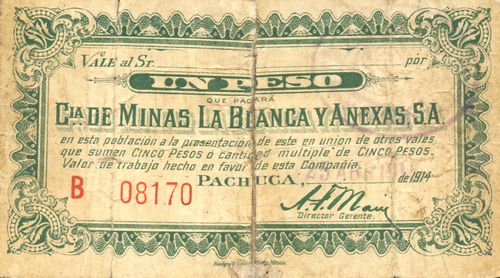 VALE al Sr. por
UN PESO
QUE PAGARÁ
CIA. DE MINAS LA BLANCA Y ANEXAS, S.A.
en esta población a la presentación de este en union de otros vales
que sumen CINCO PESOS o cantidad multiple de CINCO PESOS.
Valor de trabajo hecho en favor de esta Compañia.
PACHUCA, de 1914
B 08170
Director Gerente.